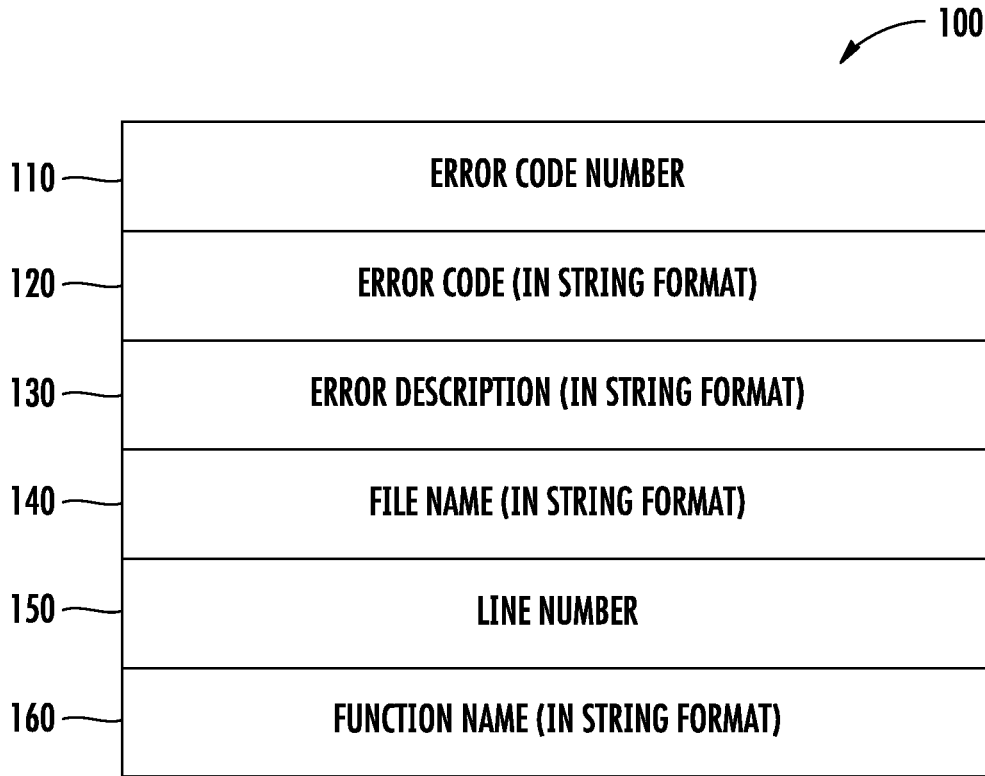 100
110 ERROR CODE NUMBER
120 ERROR CODE (IN STRING FORMAT)
130 ERROR DESCRIPTION (IN STRING FORMAT)
140 FILE NAME (IN STRING FORMAT)
150 LINE NUMBER
160 FUNCTION NAME (IN STRING FORMAT)